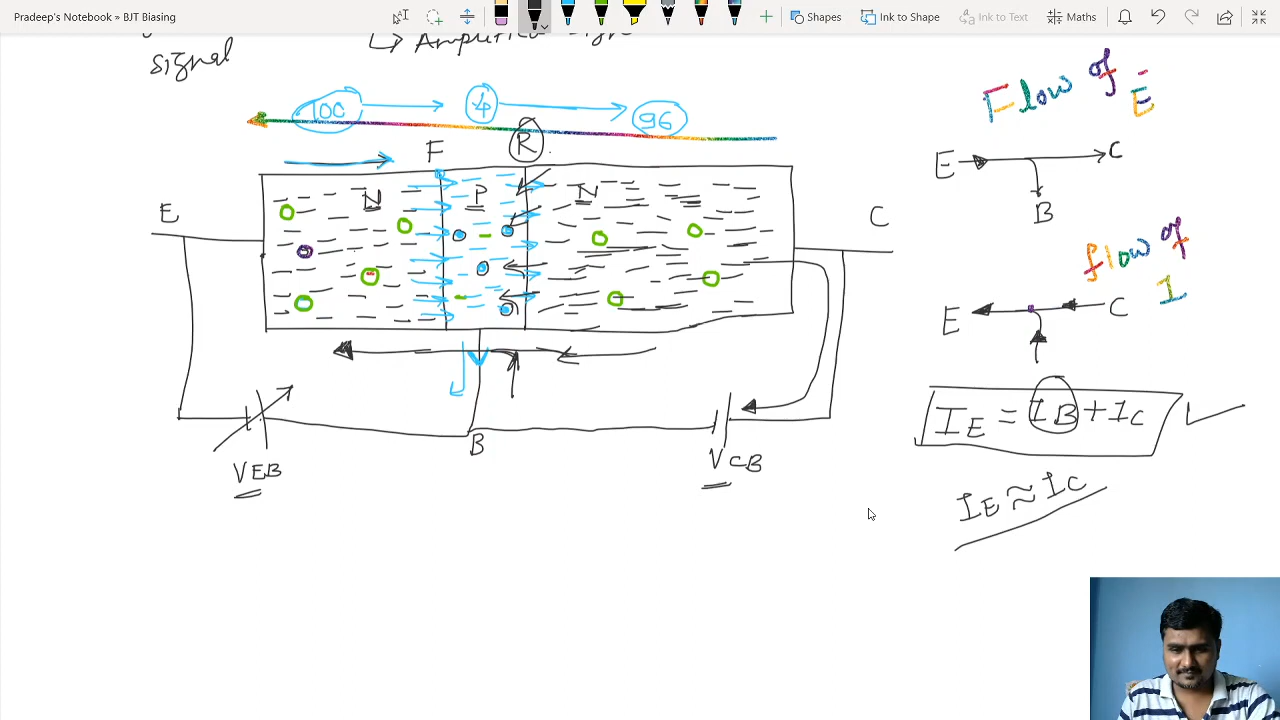 Pradeep's Notebook » BJT Biasing
Shapes
Ink to Shape
Ink to Text
Maths
signal
100
4
96
Flow of
E
F
R
E
C
B
N
P
N
E
C
flow of
I
E
C
IE = IB + IC
B
VEB
VCB
IE ≈ IC